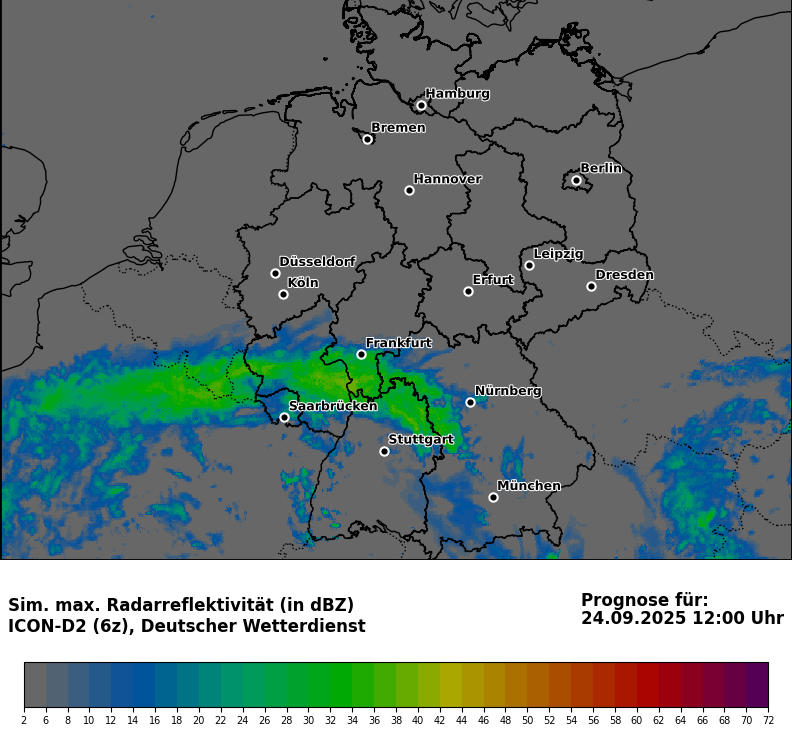 Hamburg
Bremen
Berlin
Hannover
Leipzig
Düsseldorf
Dresden
Köln
Erfurt
Frankfurt
Nürnberg
Saarbrücken
Stuttgart
München
Sim. max. Radarreflektivität (in dBZ)
ICON-D2 (6z), Deutscher Wetterdienst
Prognose für:
24.09.2025 12:00 Uhr
2 6 8 10 12 14 16 18 20 22 24 26 28 30 32 34 36 38 40 42 44 46 48 50 52 54 56 58 60 62 64 66 68 70 72